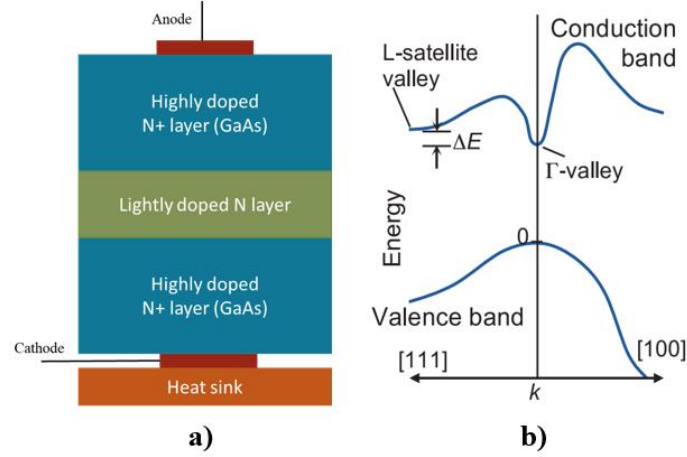 Anode
Highly doped
N+ layer (GaAs)
Lightly doped N layer
Highly doped
N+ layer (GaAs)
Cathode
Heat sink
a)
Conduction
band
L-satellite
valley
ΔE
Γ-valley
Energy
0
Valence band
[111]
[100]
k
b)